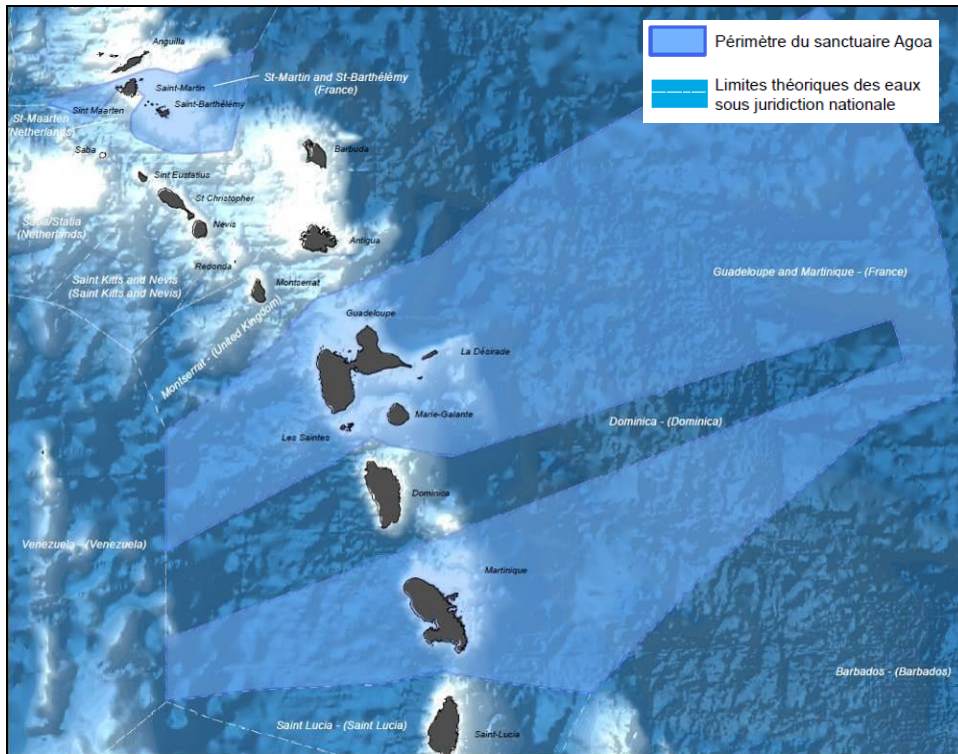 Périmètre du sanctuaire Agoa
Limites théoriques des eaux
sous juridiction nationale
Anguilla
St-Martin and St-Barthélémy
(France)
Saint-Martin
Saint-Barthélémy
Sint Maarten
St-Maarten
(Netherlands)
Saba
Barbuda
Sint Eustatius
St Christopher
Nevis
Saba/Statia
(Netherlands)
Antigua
Redonda
Saint Kitts and Nevis
(Saint Kitts and Nevis)
Montserrat
Guadeloupe and Martinique - (France)
Montserrat - (United Kingdom)
Guadeloupe
La Désirade
Marie-Galante
Les Saintes
Dominica - (Dominica)
Dominica
Venezuela - (Venezuela)
Martinique
Barbados - (Barbados)
Saint Lucia - (Saint Lucia)
Saint-Lucia